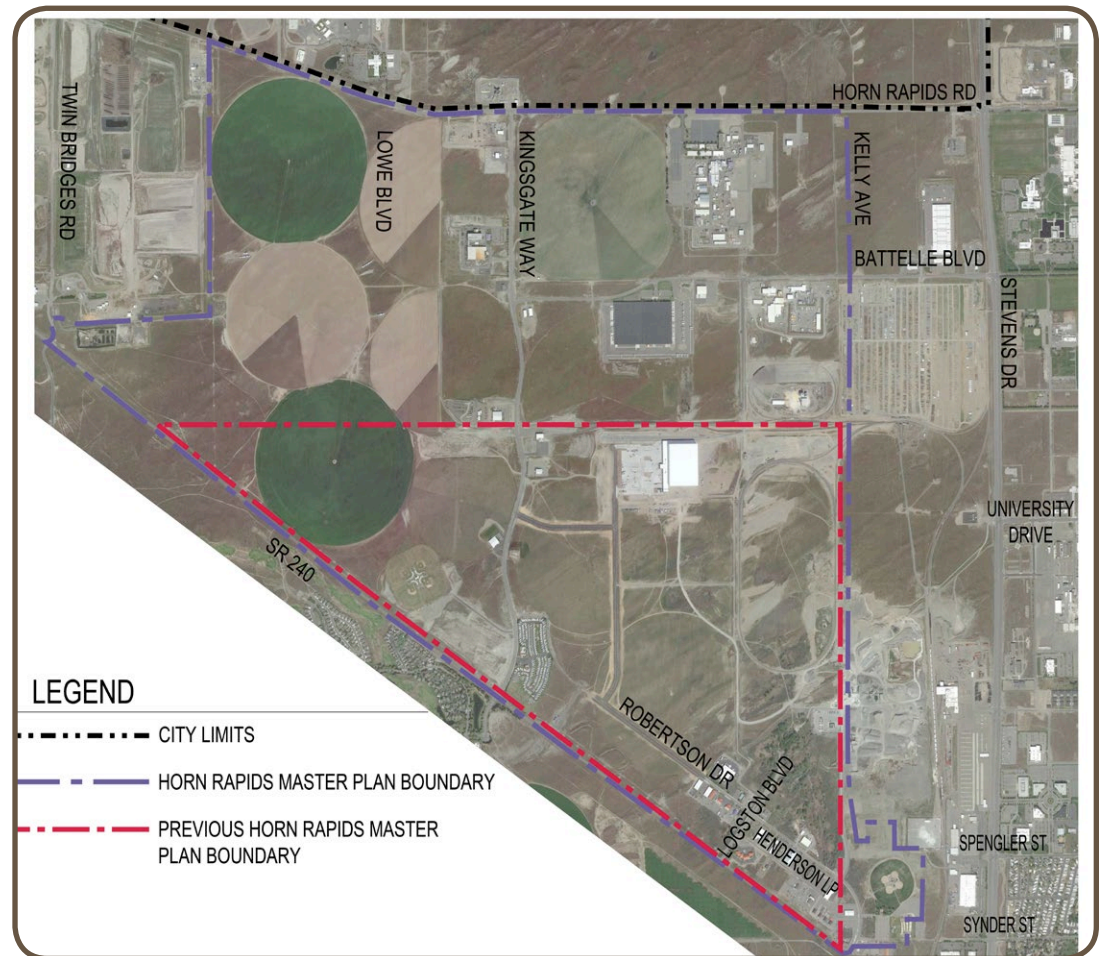 HORN RAPIDS RD
TWIN BRIDGES RD
LOWE BLVD
KINGSGATE WAY
KELLY AVE
BATTELLE BLVD
STEVENS DR
UNIVERSITY
DRIVE
SR 240
ROBERTSON DR
LOGSTON BLVD
HENDERSON LP
SPENGLER ST
SYNDER ST
LEGEND
CITY LIMITS
HORN RAPIDS MASTER PLAN BOUNDARY
PREVIOUS HORN RAPIDS MASTER
PLAN BOUNDARY